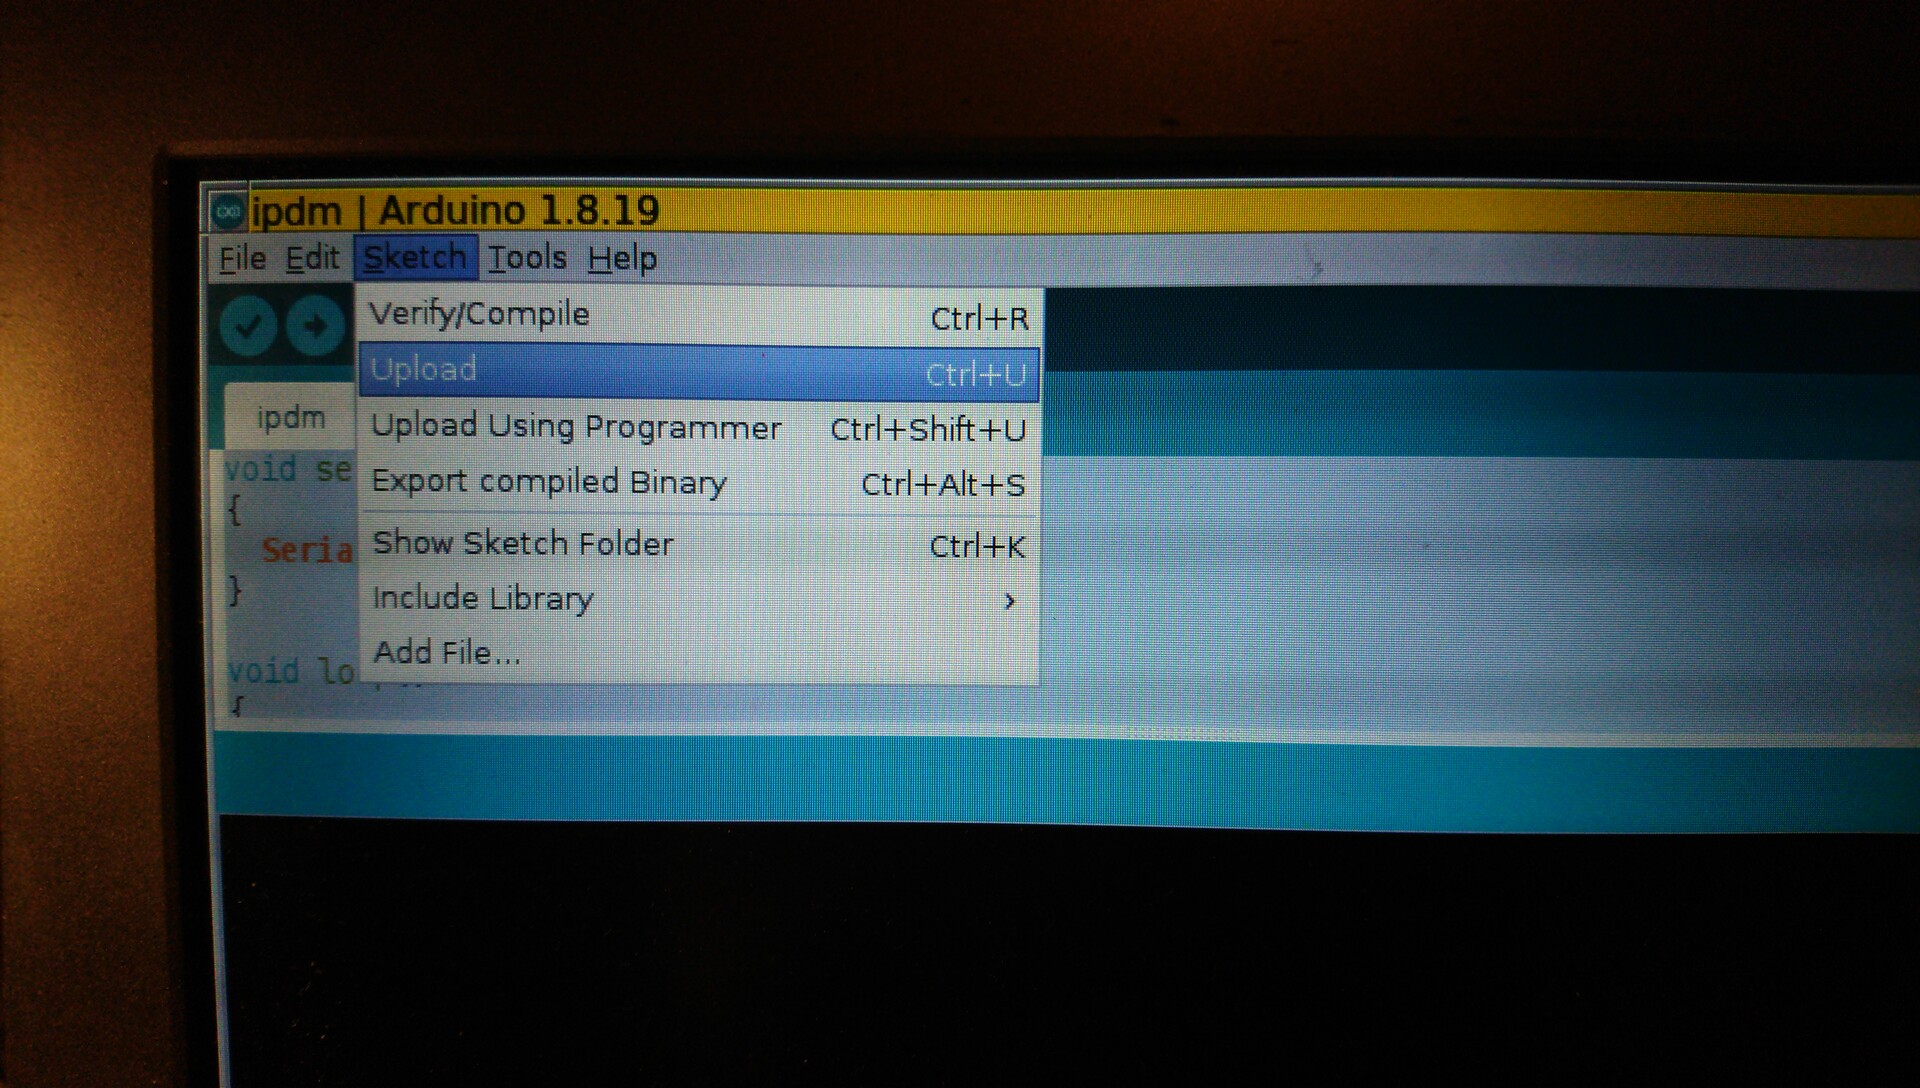 ipdm | Arduino 1.8.19
File Edit Sketch Tools Help
Verify/Compile Ctrl+R
Upload Ctrl+U
Upload Using Programmer Ctrl+Shift+U
Export compiled Binary Ctrl+Alt+S
Show Sketch Folder Ctrl+K
Include Library ›
Add File...
ipdm
void se
{
Seria
}
void lo
{